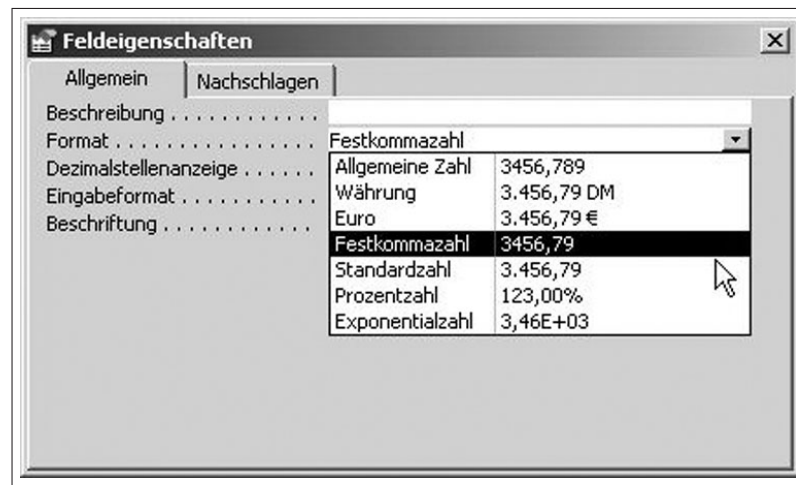 Feldeigenschaften
Allgemein Nachschlagen
Beschreibung . . . . . . . . . . . .
Format . . . . . . . . . . . . . . . . Festkommazahl
Dezimalstellenanzeige . . . . . . Allgemeine Zahl 3456,789
Eingabeformat . . . . . . . . . . . Währung 3.456,79 DM
Beschriftung . . . . . . . . . . . . Euro 3.456,79 €
Festkommazahl 3456,79
Standardzahl 3.456,79
Prozentzahl 123,00%
Exponentialzahl 3,46E+03